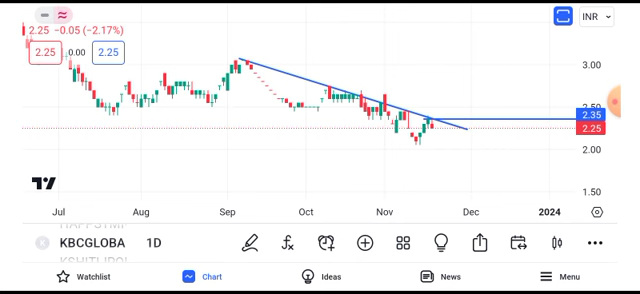 2.25 −0.05 (−2.17%)
INR
2.25 0.00 2.25
3.00
2.50
2.35
2.25
2.00
1.50
Jul Aug Sep Oct Nov Dec 2024
KBCGLOBA 1D
Watchlist Chart Ideas News Menu